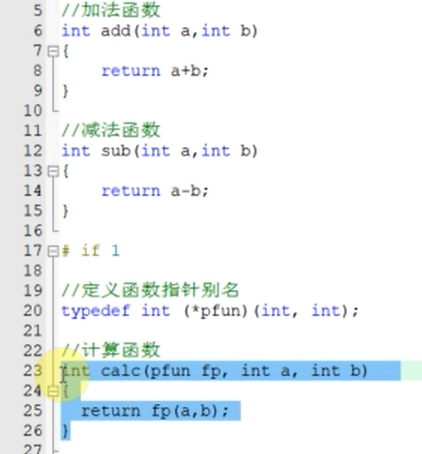 5 //加法函数
6 int add(int a,int b)
7 {
8 return a+b;
9 }
10
11 //减法函数
12 int sub(int a,int b)
13 {
14 return a-b;
15 }
16
17 # if 1
18
19 //定义函数指针别名
20 typedef int (*pfun)(int, int);
21
22 //计算函数
23 int calc(pfun fp, int a, int b)
24 {
25 return fp(a,b);
26 }
27